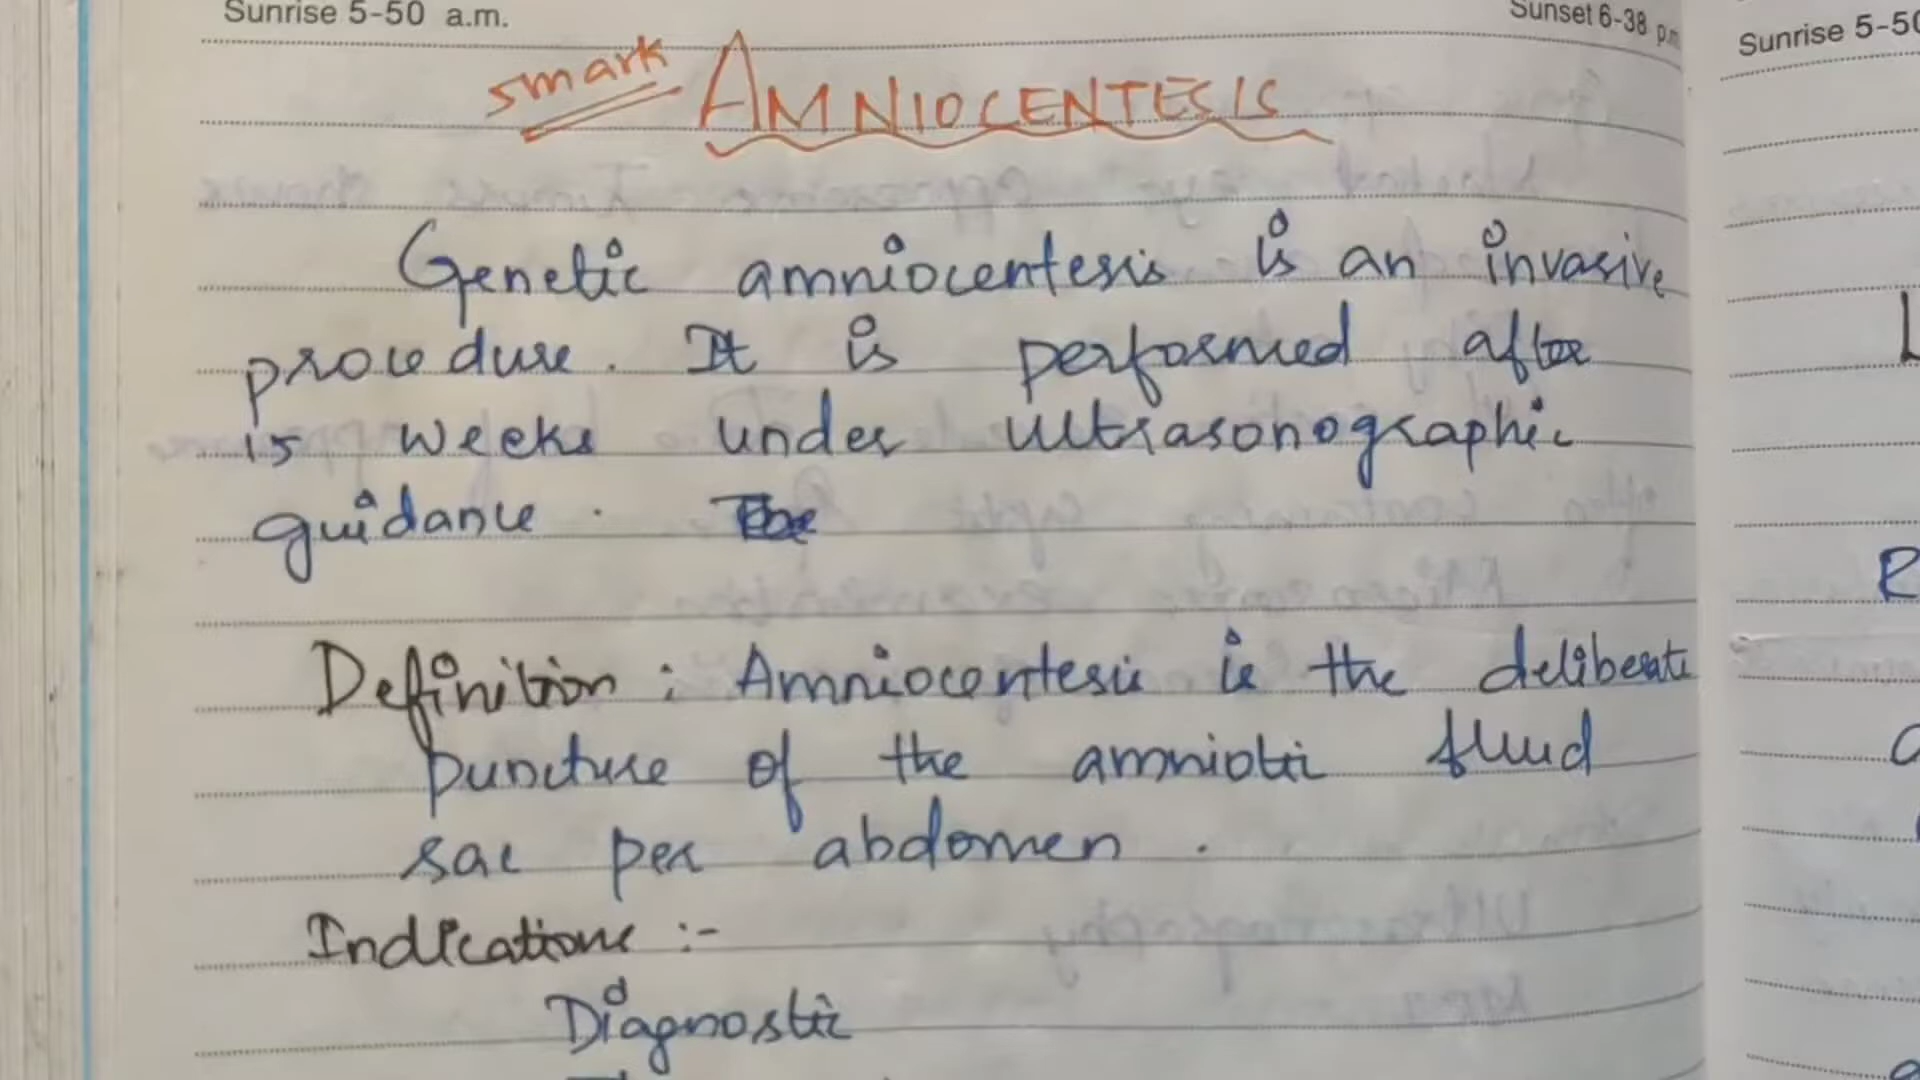 Sunrise 5-50 a.m.
Sunset 6-38 p.m.
Sunrise 5-50
5mark AMNIOCENTESIS
Genetic amniocentesis is an invasive
procedure. It is performed after
15 weeks under ultrasonographic
guidance. The
Definition : Amniocentesis is the deliberate
puncture of the amniotic fluid
sac per abdomen.
Indications :-
Diagnostic